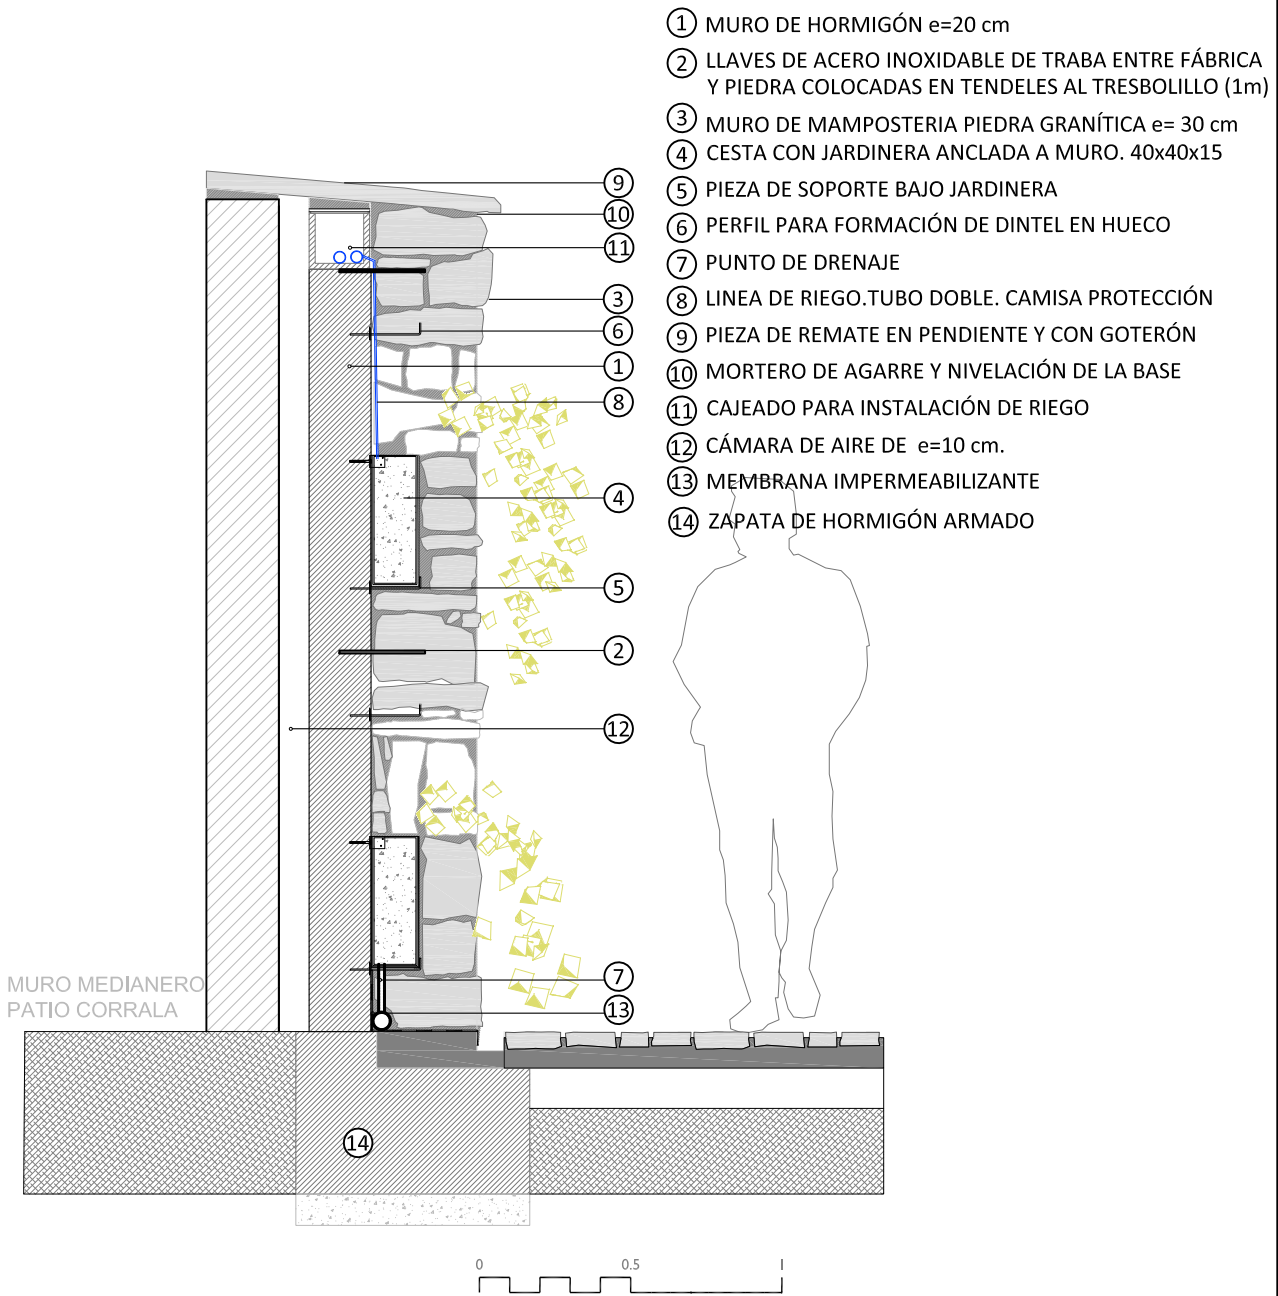 1 MURO DE HORMIGÓN e=20 cm
2 LLAVES DE ACERO INOXIDABLE DE TRABA ENTRE FÁBRICA
Y PIEDRA COLOCADAS EN TENDELES AL TRESBOLILLO (1m)
3 MURO DE MAMPOSTERIA PIEDRA GRANÍTICA e= 30 cm
4 CESTA CON JARDINERA ANCLADA A MURO. 40x40x15
5 PIEZA DE SOPORTE BAJO JARDINERA
6 PERFIL PARA FORMACIÓN DE DINTEL EN HUECO
7 PUNTO DE DRENAJE
8 LINEA DE RIEGO.TUBO DOBLE. CAMISA PROTECCIÓN
9 PIEZA DE REMATE EN PENDIENTE Y CON GOTERÓN
10 MORTERO DE AGARRE Y NIVELACIÓN DE LA BASE
11 CAJEADO PARA INSTALACIÓN DE RIEGO
12 CÁMARA DE AIRE DE e=10 cm.
13 MEMBRANA IMPERMEABILIZANTE
14 ZAPATA DE HORMIGÓN ARMADO
9
10
11
3
6
1
8
4
5
2
12
7
13
MURO MEDIANERO
PATIO CORRALA
14
0 0.5 I